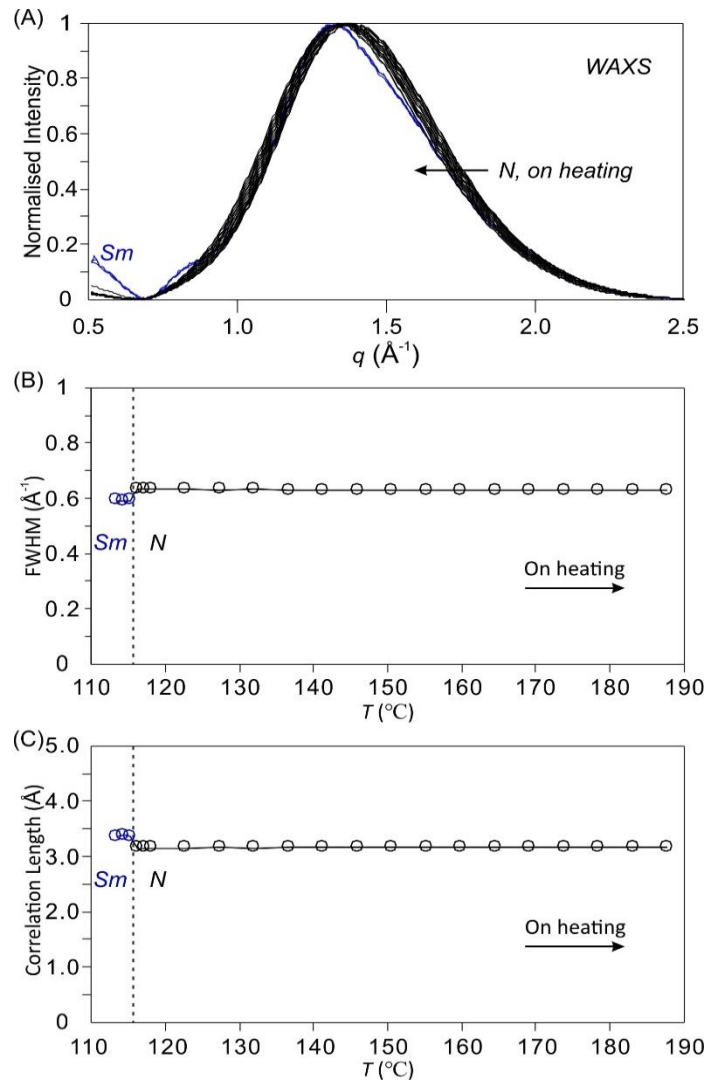 (A)
1
0.8
0.6
0.4
0.2
0
Normalised Intensity
WAXS
N, on heating
Sm
0.5 1.0 1.5 2.0 2.5
q (Å-1)
(B)
1
0.8
0.6
0.4
0.2
0
FWHM (Å-1)
Sm N
On heating
110 120 130 140 150 160 170 180 190
T (°C)
(C)
5.0
4.0
3.0
2.0
1.0
0
Correlation Length (Å)
Sm N
On heating
110 120 130 140 150 160 170 180 190
T (°C)